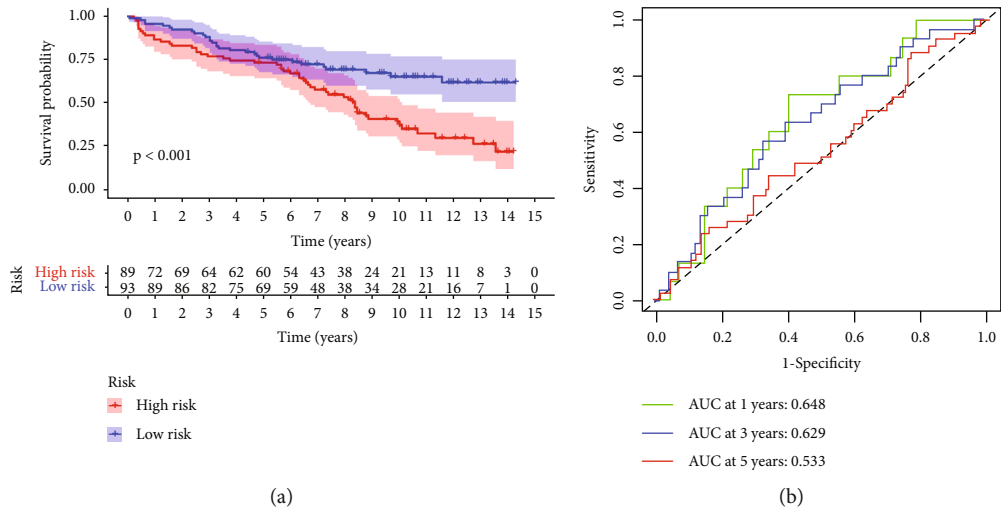 1.00
0.75
0.50
0.25
0.00
Survival probability
p < 0.001
0 1 2 3 4 5 6 7 8 9 10 11 12 13 14 15
Time (years)
Risk
High risk 89 72 69 64 62 60 54 43 38 24 21 13 11 8 3 0
Low risk 93 89 86 82 75 69 59 48 38 34 28 21 16 7 1 0
0 1 2 3 4 5 6 7 8 9 10 11 12 13 14 15
Time (years)
Risk
High risk
Low risk
(a)
1.0
0.8
0.6
0.4
0.2
0.0
Sensitivity
0.0 0.2 0.4 0.6 0.8 1.0
1-Specificity
AUC at 1 years: 0.648
AUC at 3 years: 0.629
AUC at 5 years: 0.533
(b)